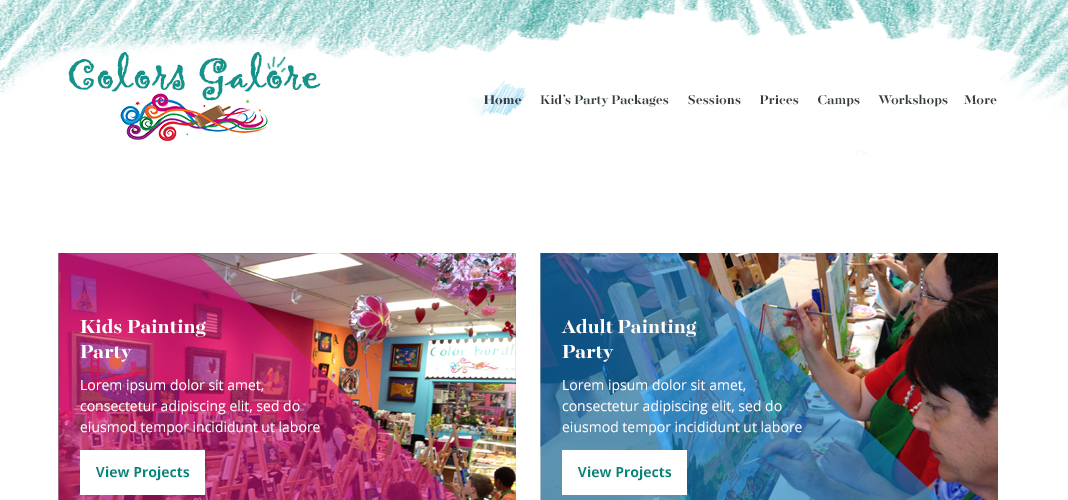 Colors Galore
Home Kid's Party Packages Sessions Prices Camps Workshops More
Kids Painting
Party
Lorem ipsum dolor sit amet,
consectetur adipiscing elit, sed do
eiusmod tempor incididunt ut labore
View Projects
Adult Painting
Party
Lorem ipsum dolor sit amet,
consectetur adipiscing elit, sed do
eiusmod tempor incididunt ut labore
View Projects